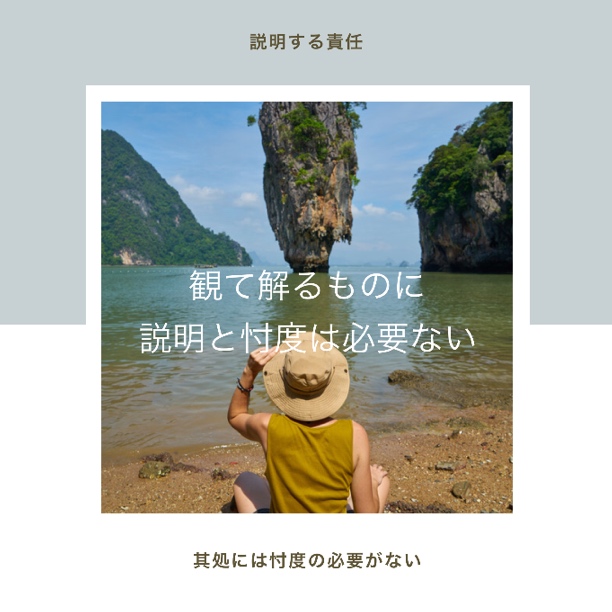 説明する責任
観て解るものに
説明と忖度は必要ない
其処には忖度の必要がない